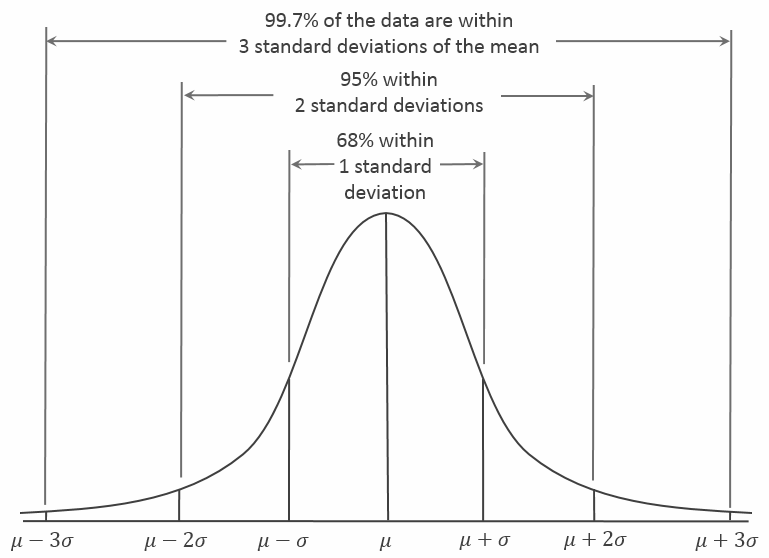 99.7% of the data are within
3 standard deviations of the mean
95% within
2 standard deviations
68% within
1 standard
deviation
μ − 3σ
μ − 2σ
μ − σ
μ
μ + σ
μ + 2σ
μ + 3σ